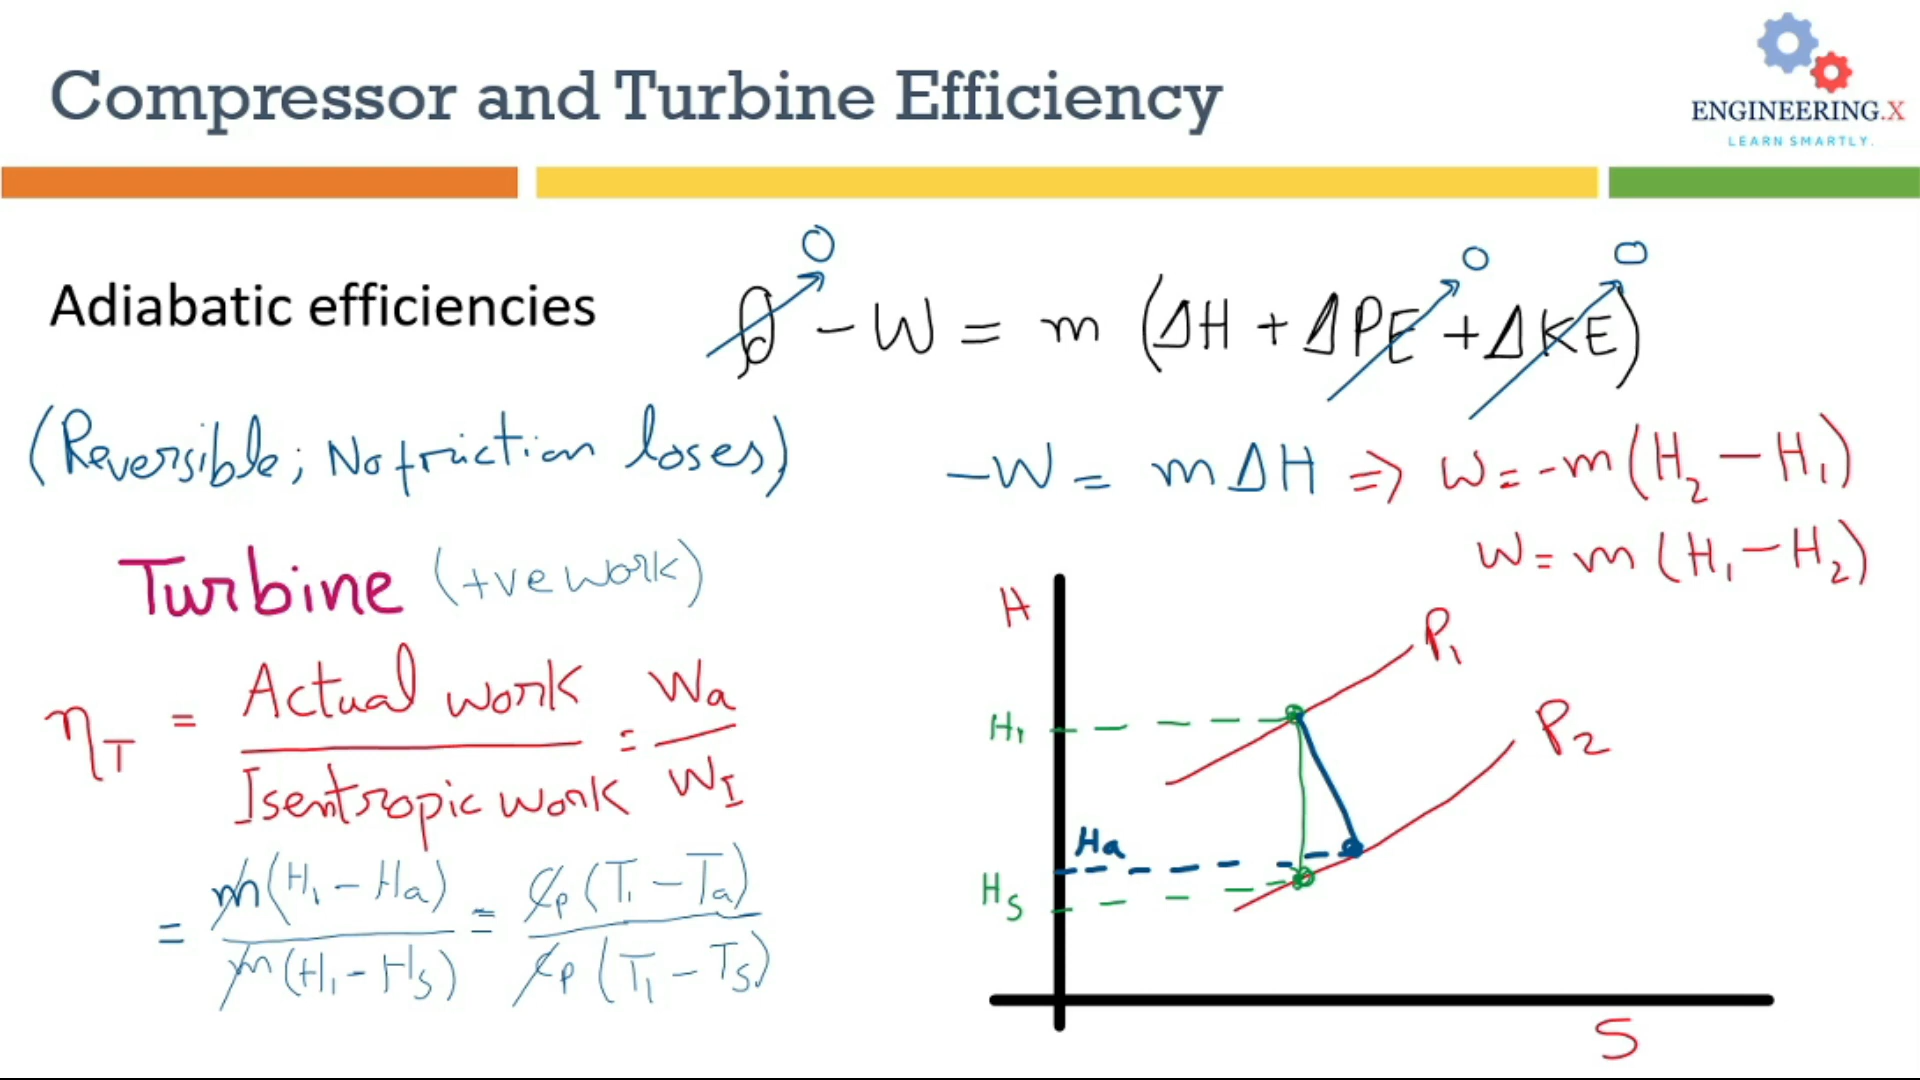 Compressor and Turbine Efficiency
ENGINEERING.X
LEARN SMARTLY.
Adiabatic efficiencies
Q - W = m (ΔH + ΔPE + ΔKE)
0 0 0
(Reversible; No friction loses)
-W = mΔH ⇒ W = -m(H₂ - H₁)
W = m (H₁ - H₂)
Turbine (+ve work)
η_T = Actual work / Isentropic work = Wa / W_I
= m(H₁ - Ha) / m(H₁ - Hs) = Cp(T₁ - Ta) / Cp(T₁ - Ts)
H
P₁
P₂
H₁
Ha
Hs
S